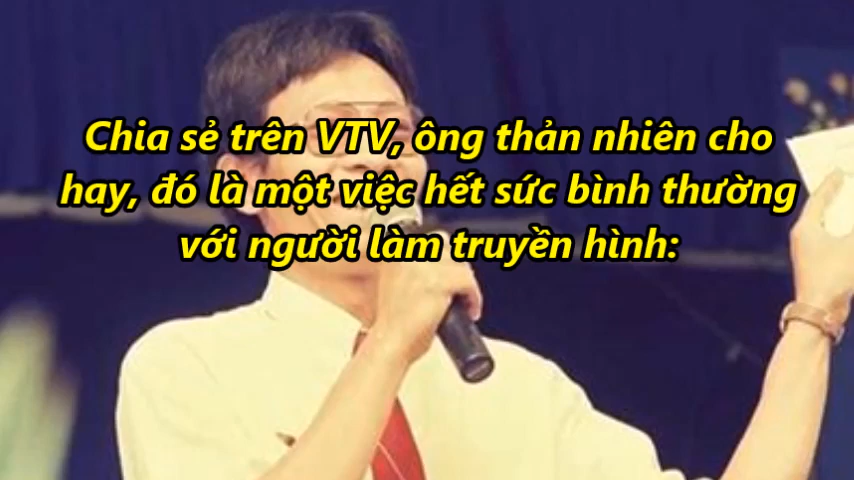 Chia sẻ trên VTV, ông thản nhiên cho
hay, đó là một việc hết sức bình thường
với người làm truyền hình: